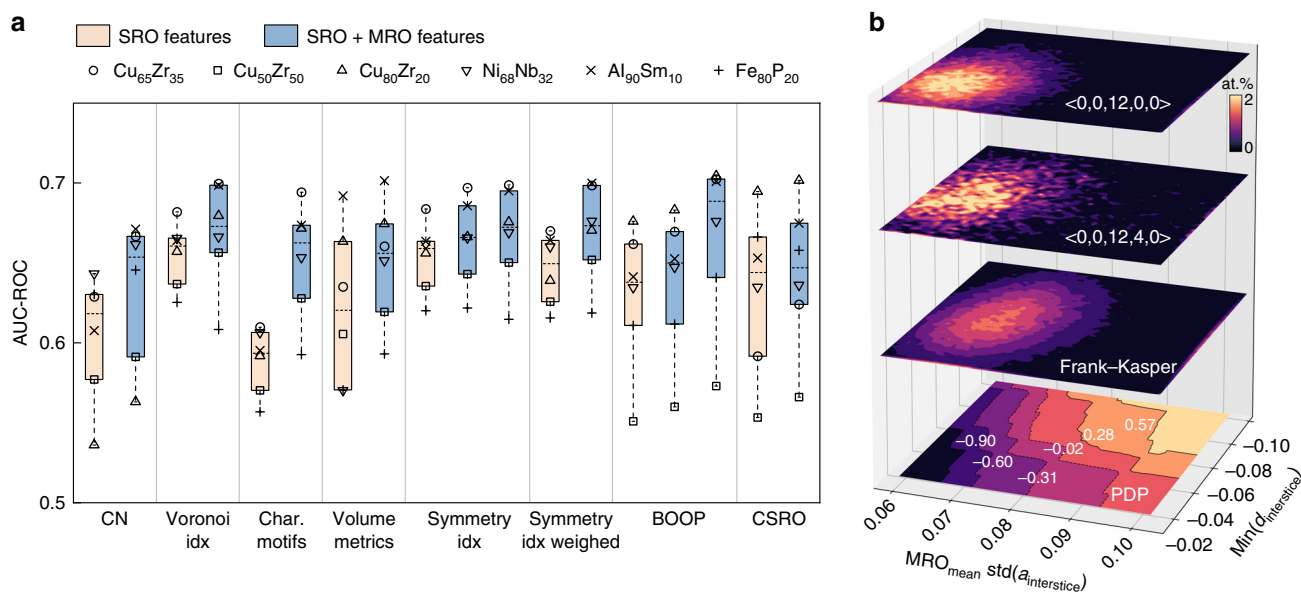 a
SRO features
SRO + MRO features
Cu65Zr35
Cu50Zr50
Cu80Zr20
Ni68Nb32
Al90Sm10
Fe80P20
AUC-ROC
0.7
0.6
0.5
CN
Voronoi
idx
Char.
motifs
Volume
metrics
Symmetry
idx
Symmetry
idx weighed
BOOP
CSRO
b
at.%
2
0
<0,0,12,0,0>
<0,0,12,4,0>
Frank–Kasper
0.57
0.28
−0.02
−0.90
−0.60
−0.31
PDP
0.06
0.07
0.08
0.09
0.10
MROmean std(ainterstice)
−0.10
−0.08
−0.06
−0.04
−0.02
Min(dinterstice)